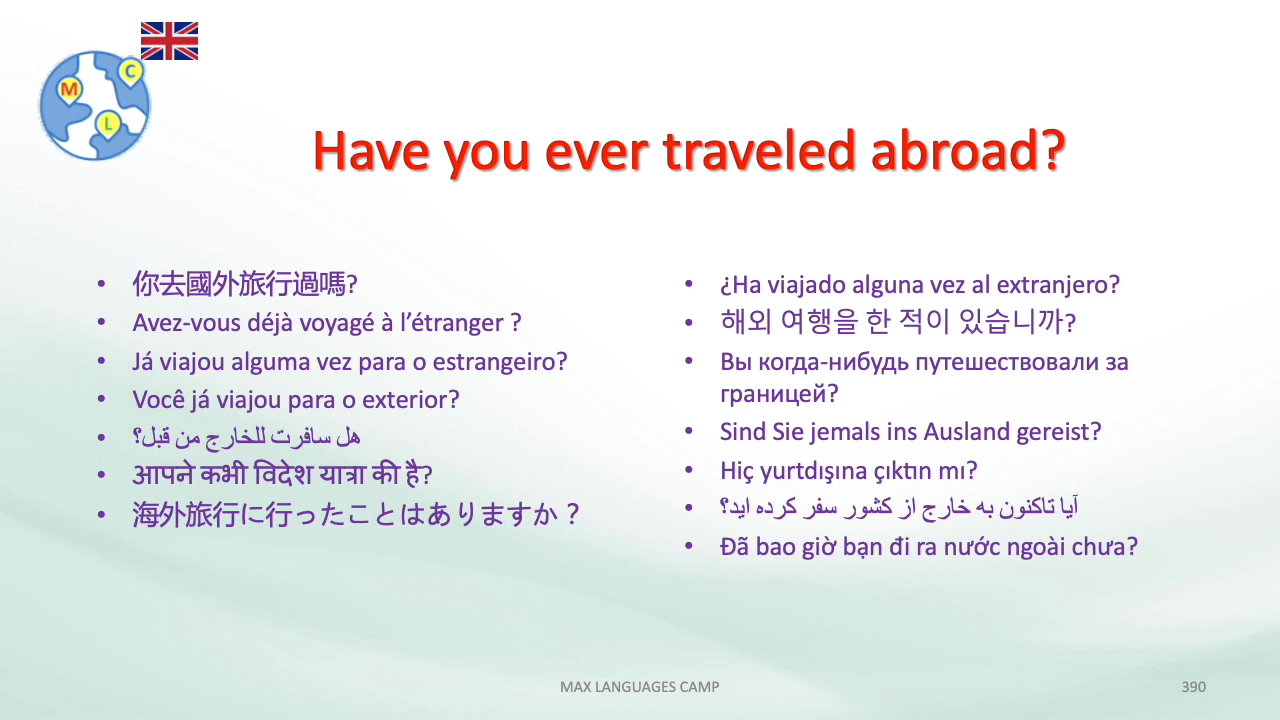 C
M
L
Have you ever traveled abroad?
• 你去國外旅行過嗎?
• Avez-vous déjà voyagé à l’étranger ?
• Já viajou alguma vez para o estrangeiro?
• Você já viajou para o exterior?
• هل سافرت للخارج من قبل؟
• आपने कभी विदेश यात्रा की है?
• 海外旅行に行ったことはありますか？
• ¿Ha viajado alguna vez al extranjero?
• 해외 여행을 한 적이 있습니까?
• Вы когда-нибудь путешествовали за
границей?
• Sind Sie jemals ins Ausland gereist?
• Hiç yurtdışına çıktın mı?
• آیا تاکنون به خارج از کشور سفر کرده اید؟
• Đã bao giờ bạn đi ra nước ngoài chưa?
MAX LANGUAGES CAMP
390